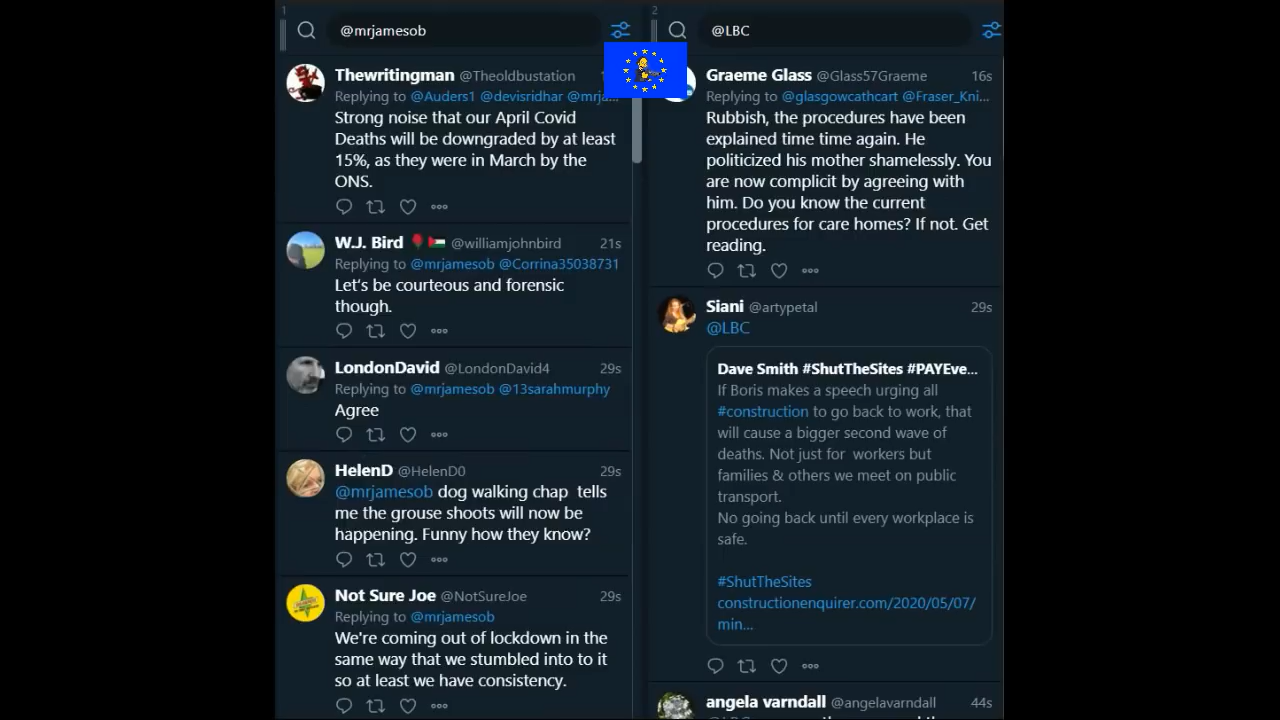 1
@mrjamesob
Thewritingman @Theoldbustation
Replying to @Auders1 @devisridhar @mrja...
Strong noise that our April Covid
Deaths will be downgraded by at least
15%, as they were in March by the
ONS.
W.J. Bird @williamjohnbird 21s
Replying to @mrjamesob @Corrina35038731
Let's be courteous and forensic
though.
LondonDavid @LondonDavid4 29s
Replying to @mrjamesob @13sarahmurphy
Agree
HelenD @HelenD0 29s
@mrjamesob dog walking chap tells
me the grouse shoots will now be
happening. Funny how they know?
Not Sure Joe @NotSureJoe 29s
Replying to @mrjamesob
We're coming out of lockdown in the
same way that we stumbled into to it
so at least we have consistency.
2
@LBC
Graeme Glass @Glass57Graeme 16s
Replying to @glasgowcathcart @Fraser_Kni...
Rubbish, the procedures have been
explained time time again. He
politicized his mother shamelessly. You
are now complicit by agreeing with
him. Do you know the current
procedures for care homes? If not. Get
reading.
Siani @artypetal 29s
@LBC
Dave Smith #ShutTheSites #PAYEve...
If Boris makes a speech urging all
#construction to go back to work, that
will cause a bigger second wave of
deaths. Not just for workers but
families & others we meet on public
transport.
No going back until every workplace is
safe.
#ShutTheSites
constructionenquirer.com/2020/05/07/
min...
angela varndall @angelavarndall 44s